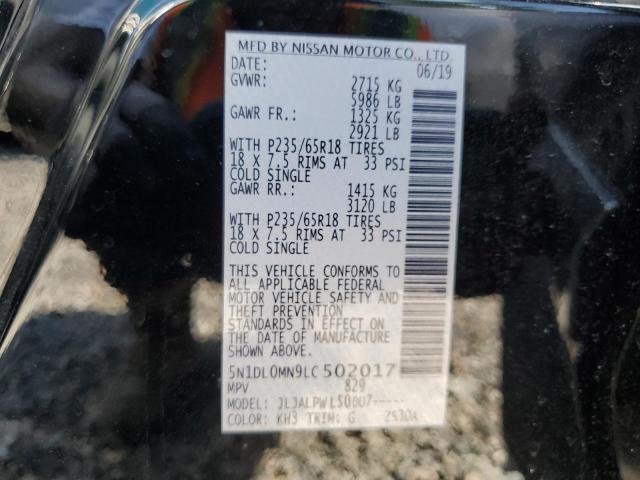 MFD BY NISSAN MOTOR CO., LTD.
DATE: 06/19
GVWR: 2715 KG
5986 LB
GAWR FR.: 1325 KG
2921 LB
WITH P235/65R18 TIRES
18 X 7.5 RIMS AT 33 PSI
COLD SINGLE
GAWR RR.: 1415 KG
3120 LB
WITH P235/65R18 TIRES
18 X 7.5 RIMS AT 33 PSI
COLD SINGLE
THIS VEHICLE CONFORMS TO
ALL APPLICABLE FEDERAL
MOTOR VEHICLE SAFETY AND
THEFT PREVENTION
STANDARDS IN EFFECT ON
THE DATE OF MANUFACTURE
SHOWN ABOVE.
5N1DL0MN9LC502017
MPV 829
MODEL:
COLOR: KH3 TRIM: G